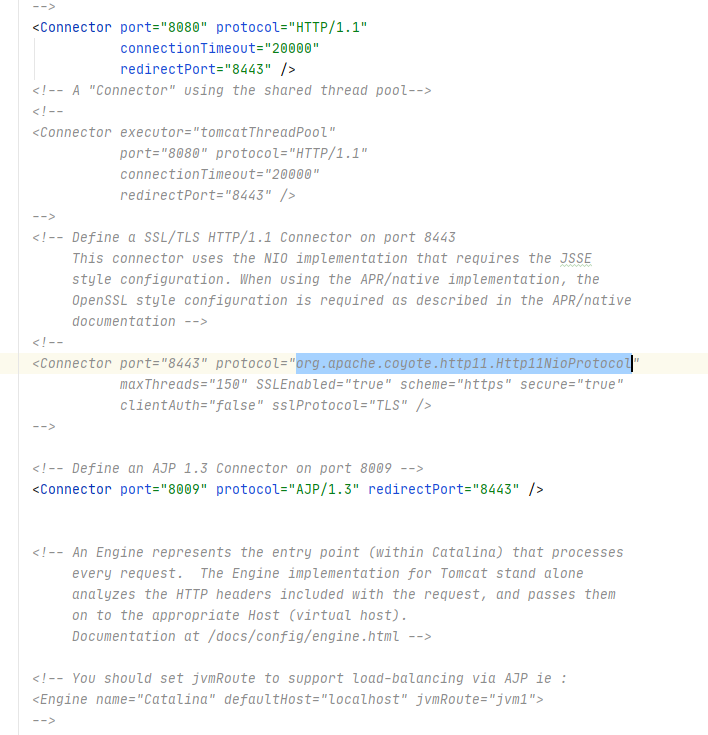 -->
<Connector port="8080" protocol="HTTP/1.1"
connectionTimeout="20000"
redirectPort="8443" />
<!-- A "Connector" using the shared thread pool-->
<!--
<Connector executor="tomcatThreadPool"
port="8080" protocol="HTTP/1.1"
connectionTimeout="20000"
redirectPort="8443" />
-->
<!-- Define a SSL/TLS HTTP/1.1 Connector on port 8443
This connector uses the NIO implementation that requires the JSSE
style configuration. When using the APR/native implementation, the
OpenSSL style configuration is required as described in the APR/native
documentation -->
<!--
<Connector port="8443" protocol="org.apache.coyote.http11.Http11NioProtocol"
maxThreads="150" SSLEnabled="true" scheme="https" secure="true"
clientAuth="false" sslProtocol="TLS" />
-->
<!-- Define an AJP 1.3 Connector on port 8009 -->
<Connector port="8009" protocol="AJP/1.3" redirectPort="8443" />
<!-- An Engine represents the entry point (within Catalina) that processes
every request.  The Engine implementation for Tomcat stand alone
analyzes the HTTP headers included with the request, and passes them
on to the appropriate Host (virtual host).
Documentation at /docs/config/engine.html -->
<!-- You should set jvmRoute to support load-balancing via AJP ie :
<Engine name="Catalina" defaultHost="localhost" jvmRoute="jvm1">
-->